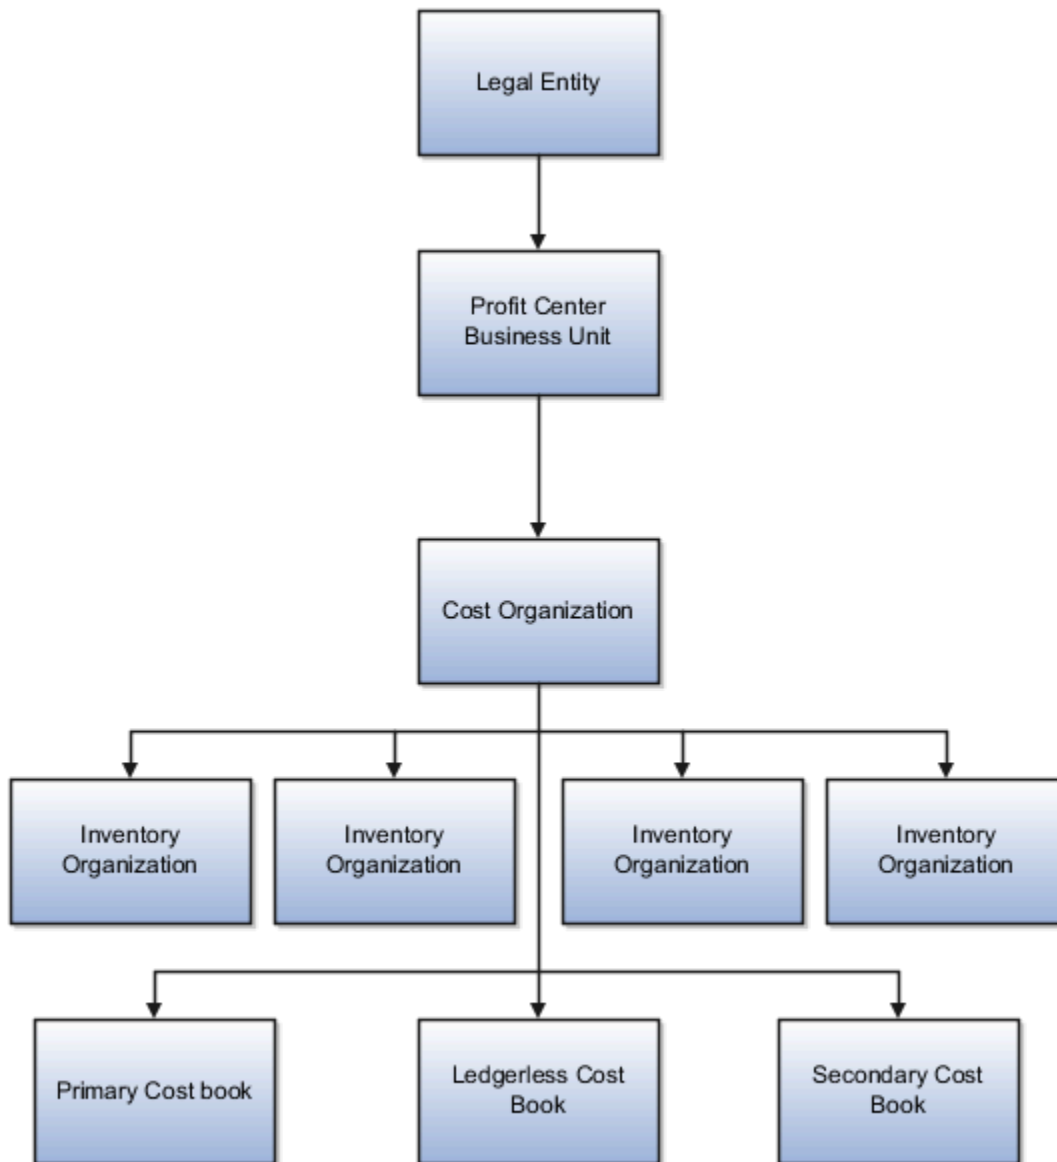 Legal Entity
Profit Center
Business Unit
Cost Organization
Inventory
Organization
Inventory
Organization
Inventory
Organization
Inventory
Organization
Primary Cost book
Ledgerless Cost
Book
Secondary Cost
Book